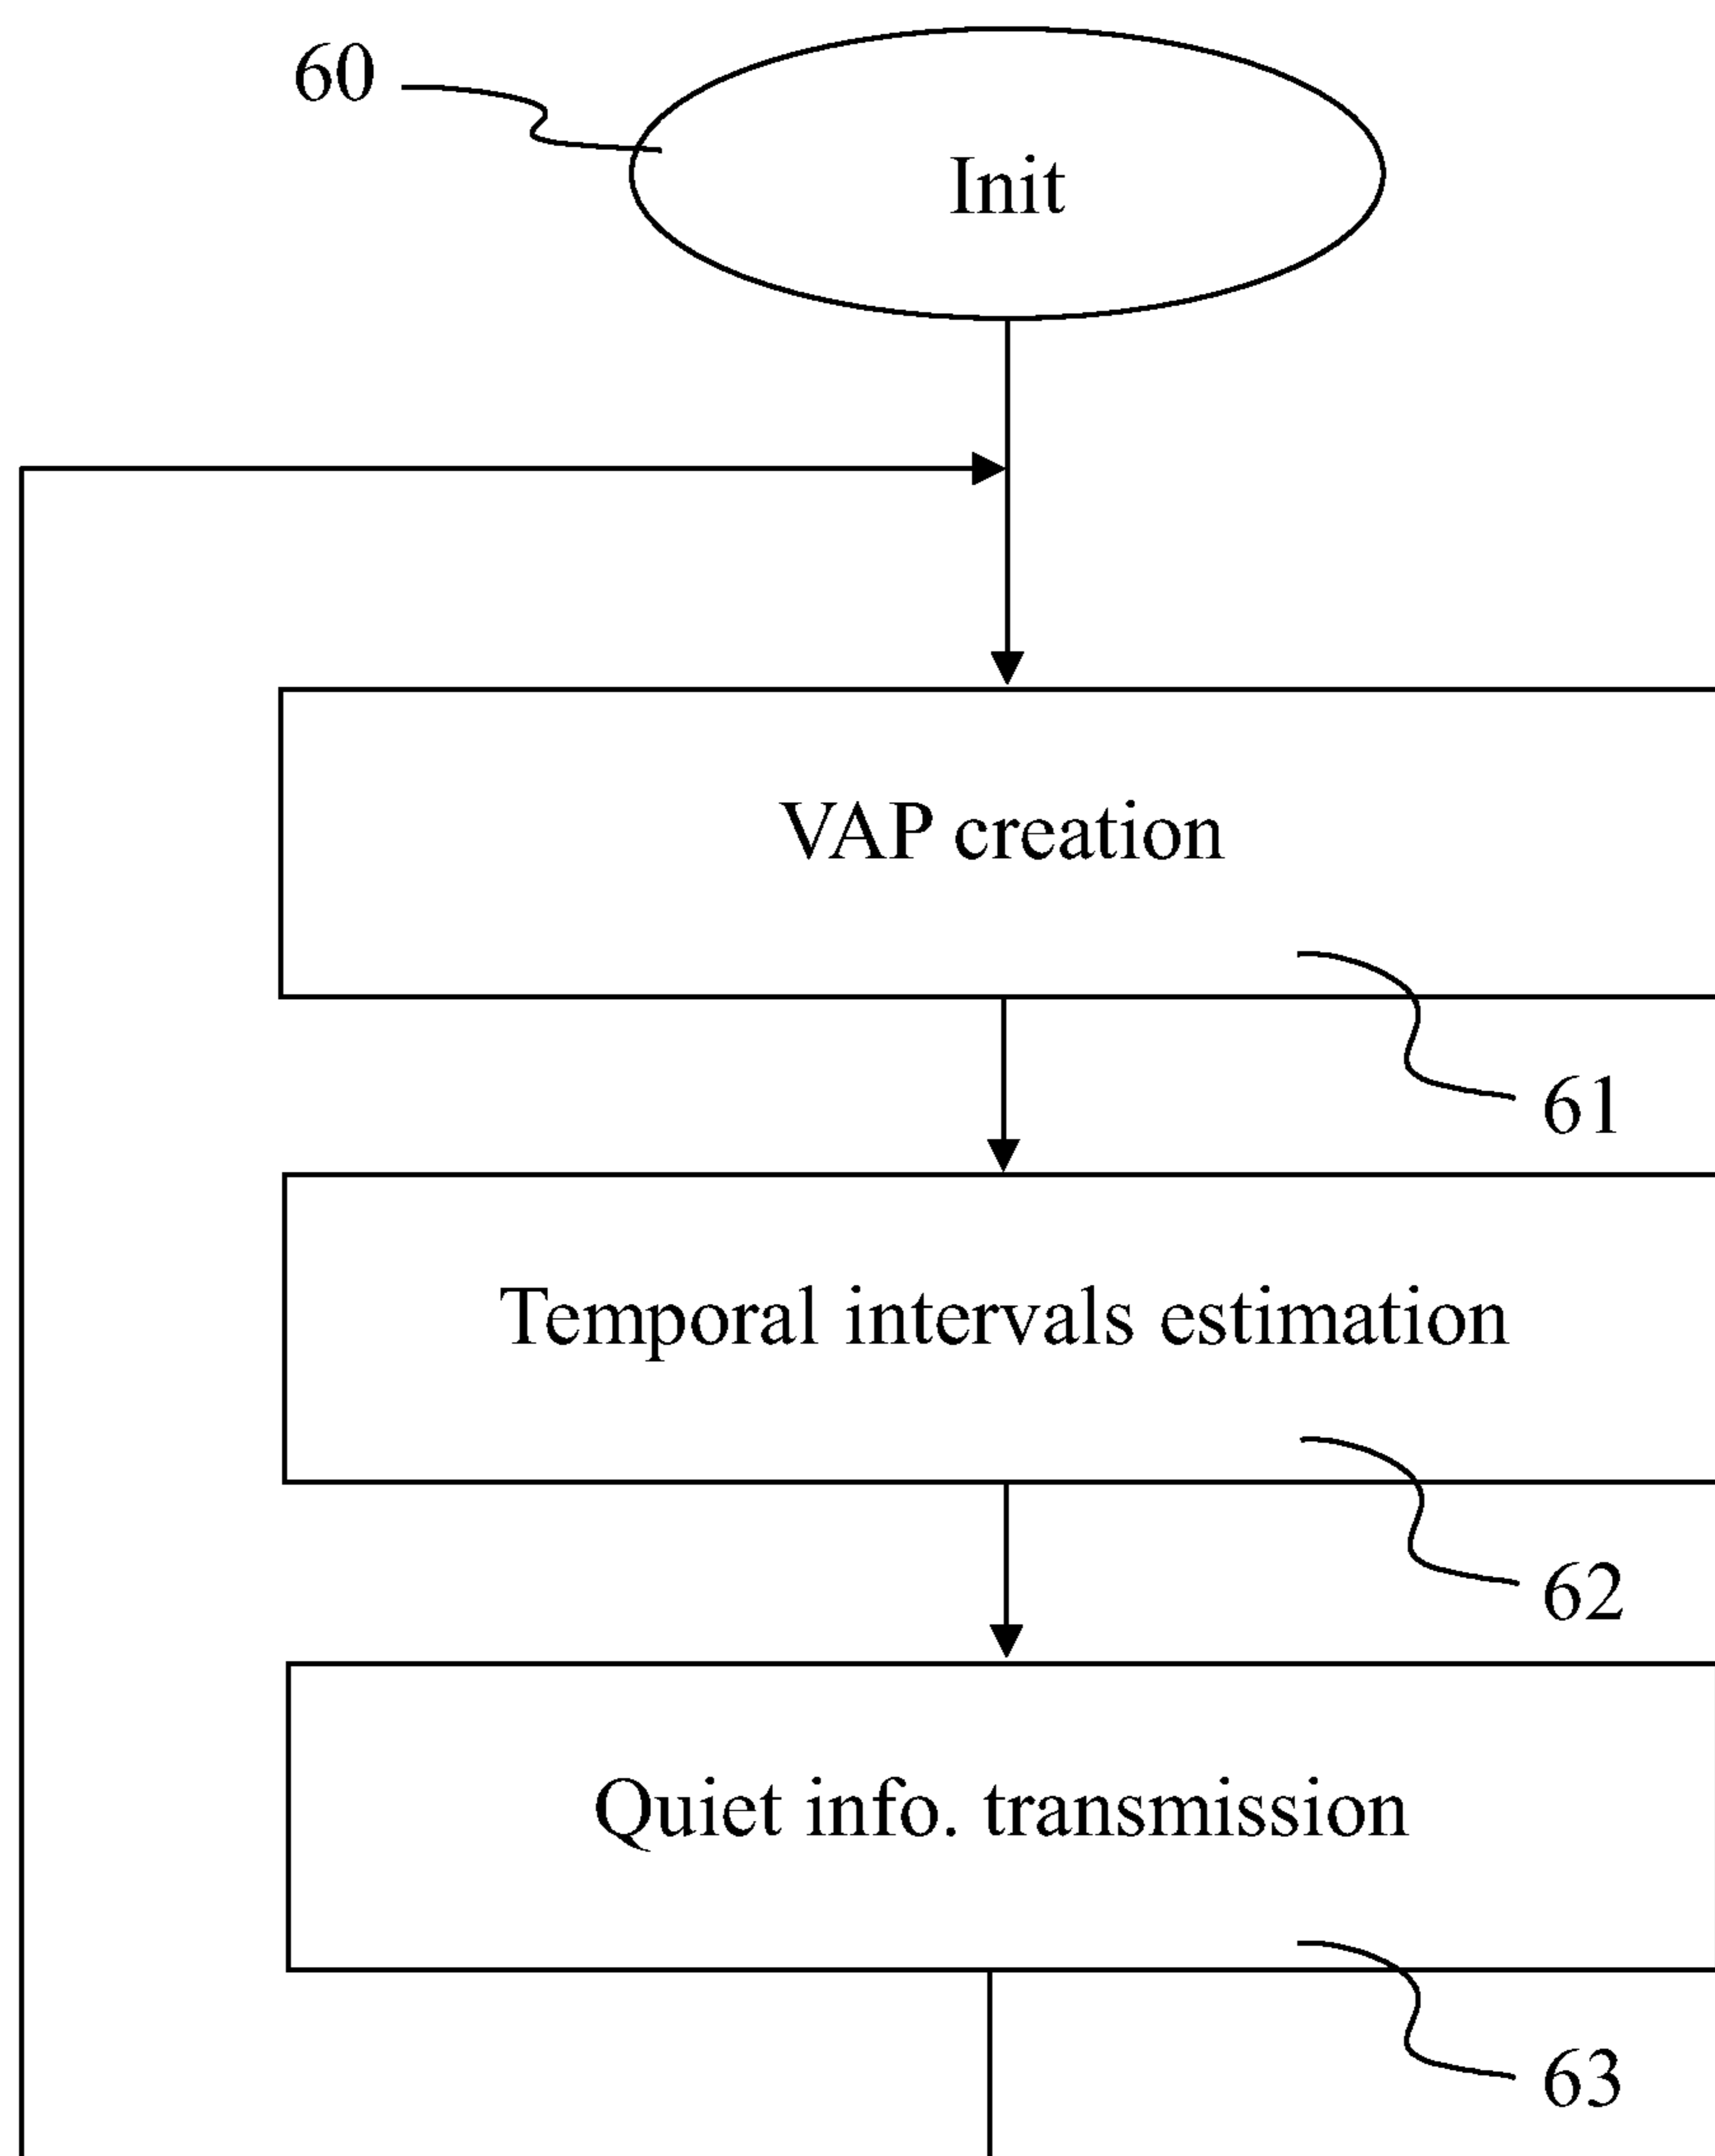 60
Init
VAP creation
61
Temporal intervals estimation
62
Quiet info. transmission
63